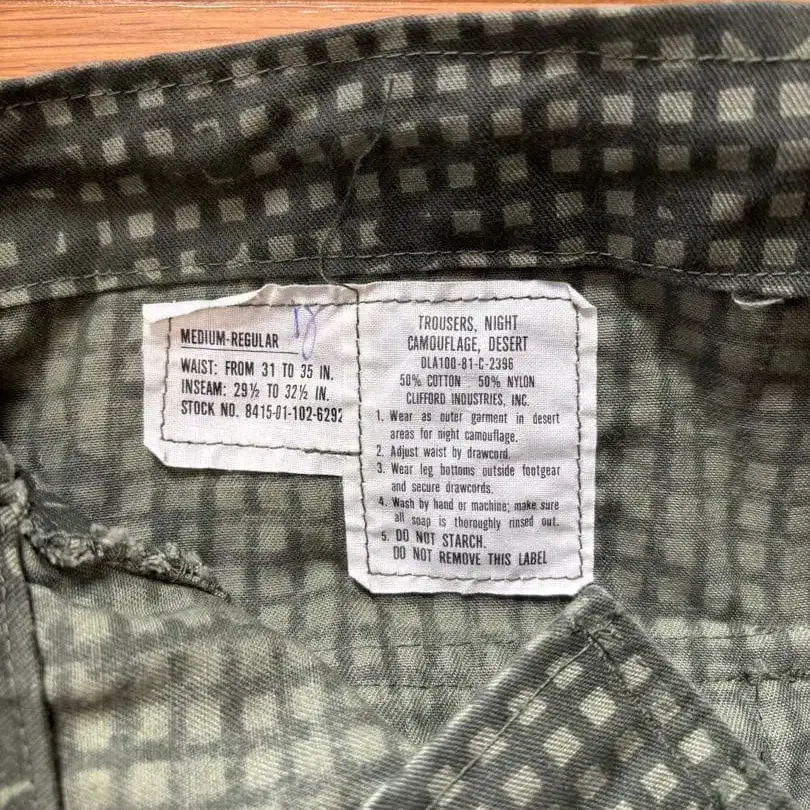 MEDIUM-REGULAR
WAIST: FROM 31 TO 35 IN.
INSEAM: 29½ TO 32½ IN.
STOCK NO. 8415-01-102-6292
TROUSERS, NIGHT
CAMOUFLAGE, DESERT
DLA100-81-C-2396
50% COTTON 50% NYLON
CLIFFORD INDUSTRIES, INC.
1. Wear as outer garment in desert
areas for night camouflage.
2. Adjust waist by drawcord.
3. Wear leg bottoms outside footgear
and secure drawcords.
4. Wash by hand or machine; make sure
all soap is thoroughly rinsed out.
5. DO NOT STARCH.
DO NOT REMOVE THIS LABEL